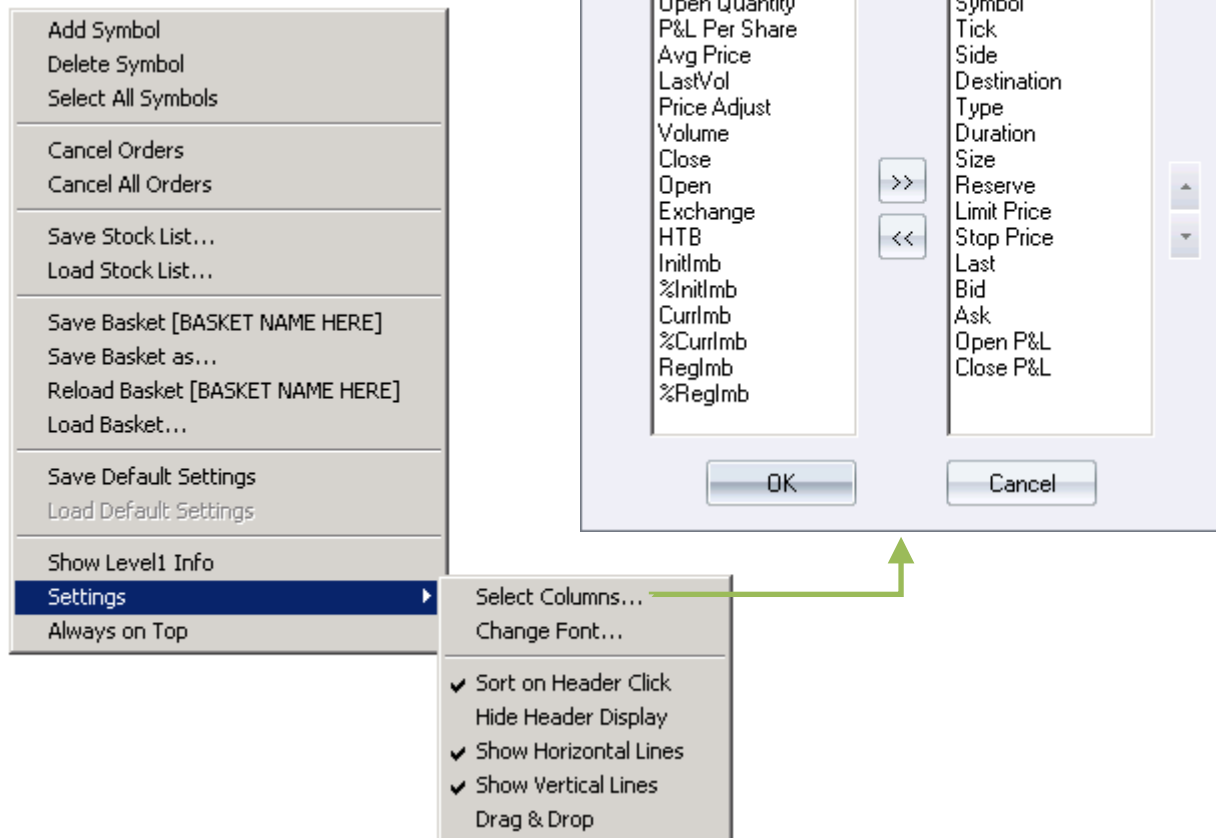 Add Symbol
Delete Symbol
Select All Symbols
Cancel Orders
Cancel All Orders
Save Stock List...
Load Stock List...
Save Basket [BASKET NAME HERE]
Save Basket as...
Reload Basket [BASKET NAME HERE]
Load Basket...
Save Default Settings
Load Default Settings
Show Level1 Info
Settings
Always on Top
Select Columns...
Change Font...
Sort on Header Click
Hide Header Display
Show Horizontal Lines
Show Vertical Lines
Drag & Drop
Open Quantity
P&L Per Share
Avg Price
LastVol
Price Adjust
Volume
Close
Open
Exchange
HTB
InitImb
%InitImb
CurrImb
%CurrImb
RegImb
%RegImb
>>
<<
Symbol
Tick
Side
Destination
Type
Duration
Size
Reserve
Limit Price
Stop Price
Last
Bid
Ask
Open P&L
Close P&L
OK
Cancel